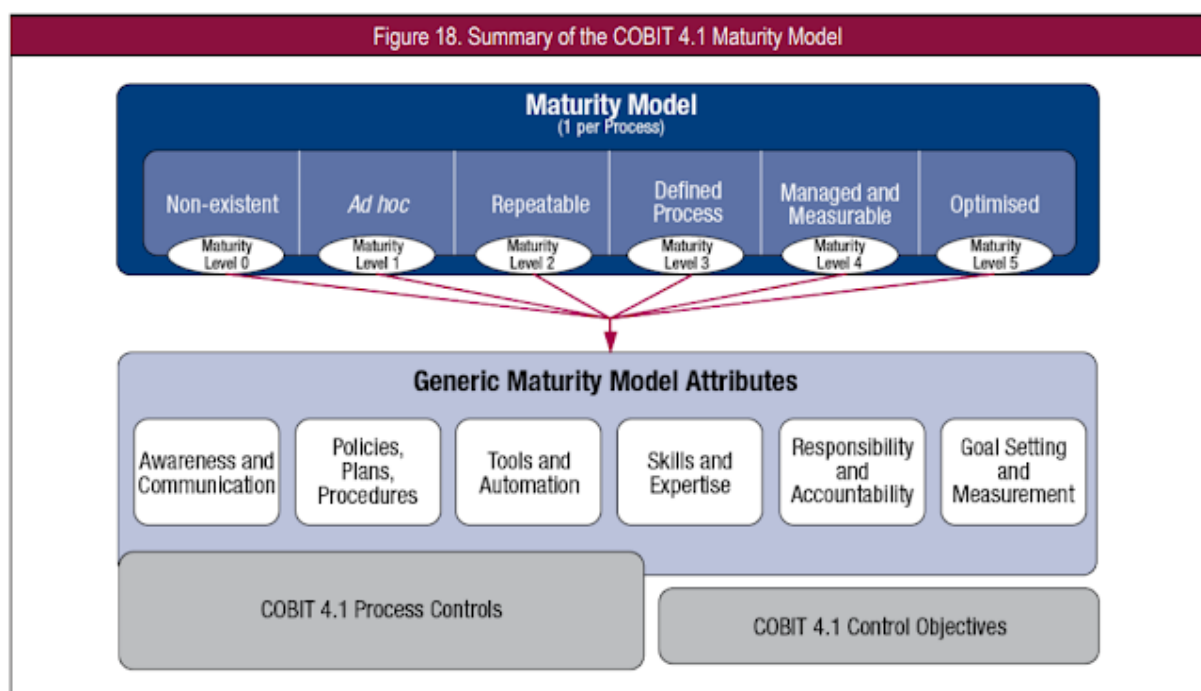 Figure 18. Summary of the COBIT 4.1 Maturity Model
Maturity Model
(1 per Process)
Non-existent
Ad hoc
Repeatable
Defined
Process
Managed and
Measurable
Optimised
Maturity
Level 0
Maturity
Level 1
Maturity
Level 2
Maturity
Level 3
Maturity
Level 4
Maturity
Level 5
Generic Maturity Model Attributes
Awareness and
Communication
Policies,
Plans,
Procedures
Tools and
Automation
Skills and
Expertise
Responsibility
and
Accountability
Goal Setting
and
Measurement
COBIT 4.1 Process Controls
COBIT 4.1 Control Objectives